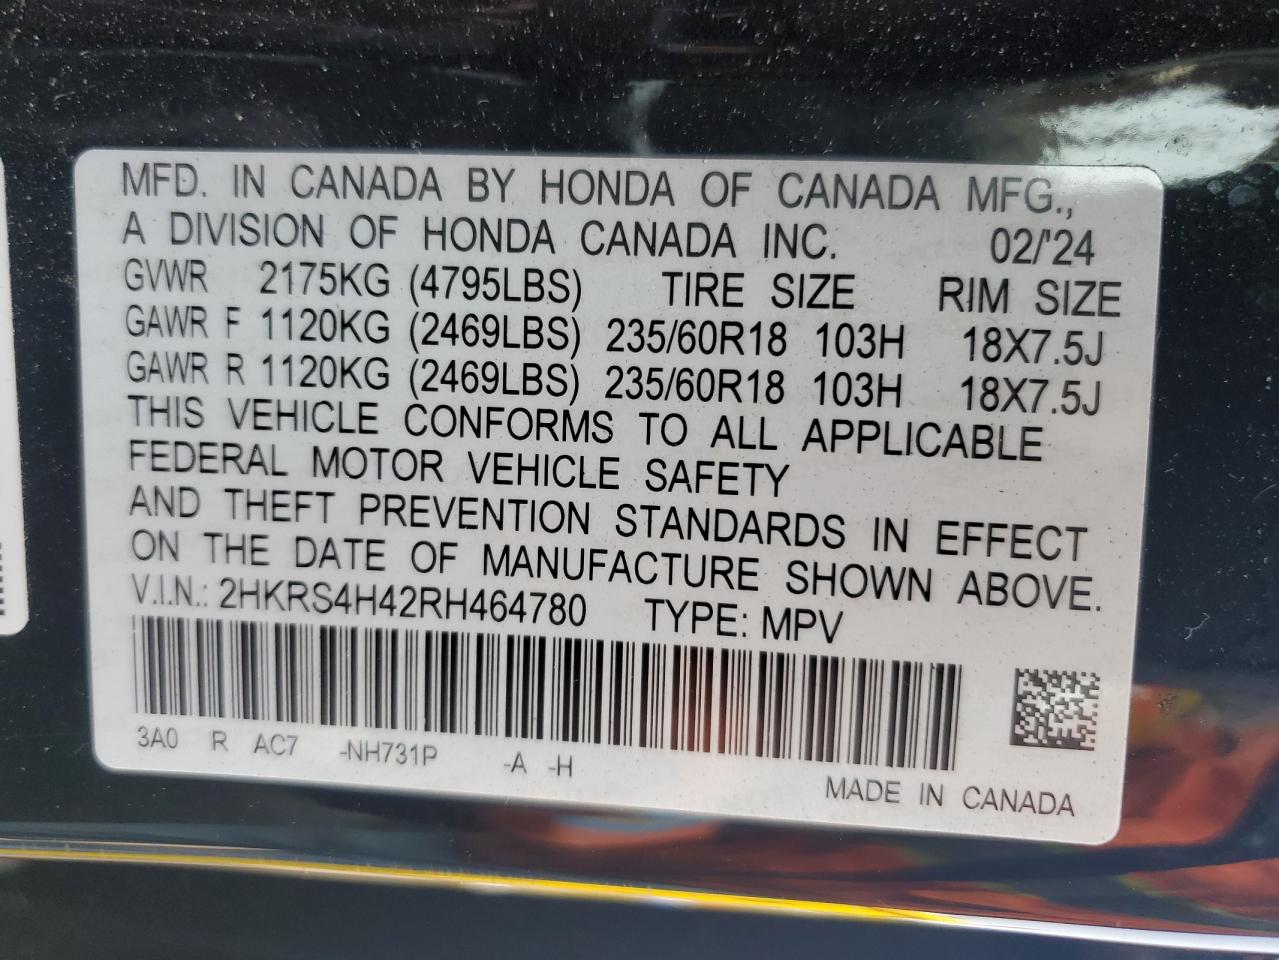 MFD. IN CANADA BY HONDA OF CANADA MFG.,
A DIVISION OF HONDA CANADA INC. 02/'24
GVWR 2175KG (4795LBS) TIRE SIZE RIM SIZE
GAWR F 1120KG (2469LBS) 235/60R18 103H 18X7.5J
GAWR R 1120KG (2469LBS) 235/60R18 103H 18X7.5J
THIS VEHICLE CONFORMS TO ALL APPLICABLE
FEDERAL MOTOR VEHICLE SAFETY
AND THEFT PREVENTION STANDARDS IN EFFECT
ON THE DATE OF MANUFACTURE SHOWN ABOVE.
V.I.N.: 2HKRS4H42RH464780 TYPE: MPV
3A0 R AC7 -NH731P -A -H
MADE IN CANADA